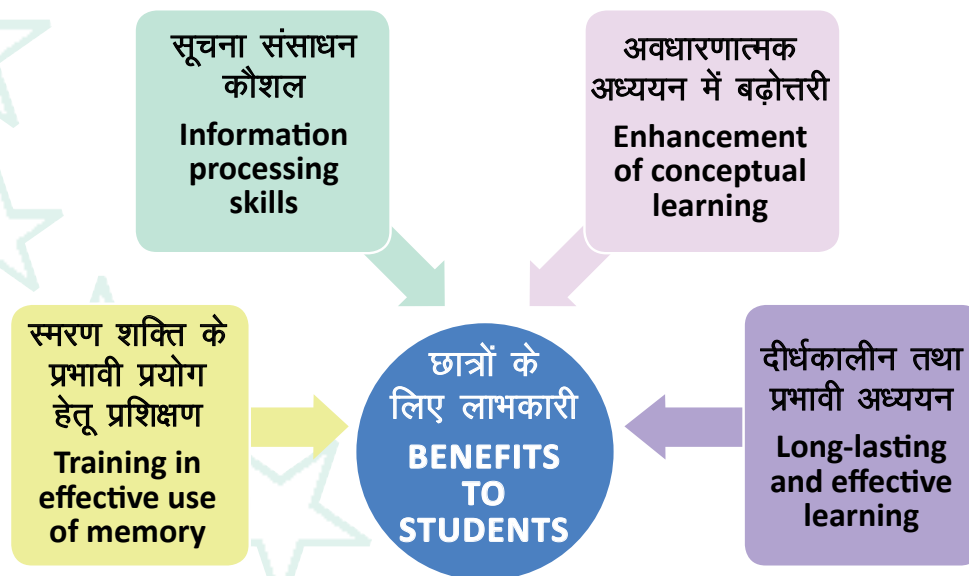 सूचना संसाधन
कौशल
Information
processing
skills
अवधारणात्मक
अध्ययन में बढ़ोत्तरी
Enhancement
of conceptual
learning
स्मरण शक्ति के
प्रभावी प्रयोग
हेतू प्रशिक्षण
Training in
effective use
of memory
छात्रों के
लिए लाभकारी
BENEFITS
TO
STUDENTS
दीर्धकालीन तथा
प्रभावी अध्ययन
Long-lasting
and effective
learning